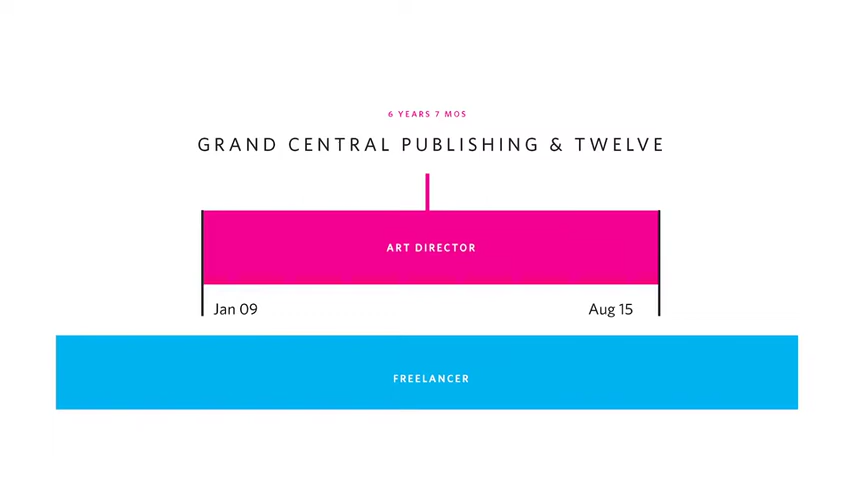 6 YEARS 7 MOS
GRAND CENTRAL PUBLISHING & TWELVE
ART DIRECTOR
Jan 09 Aug 15
FREELANCER